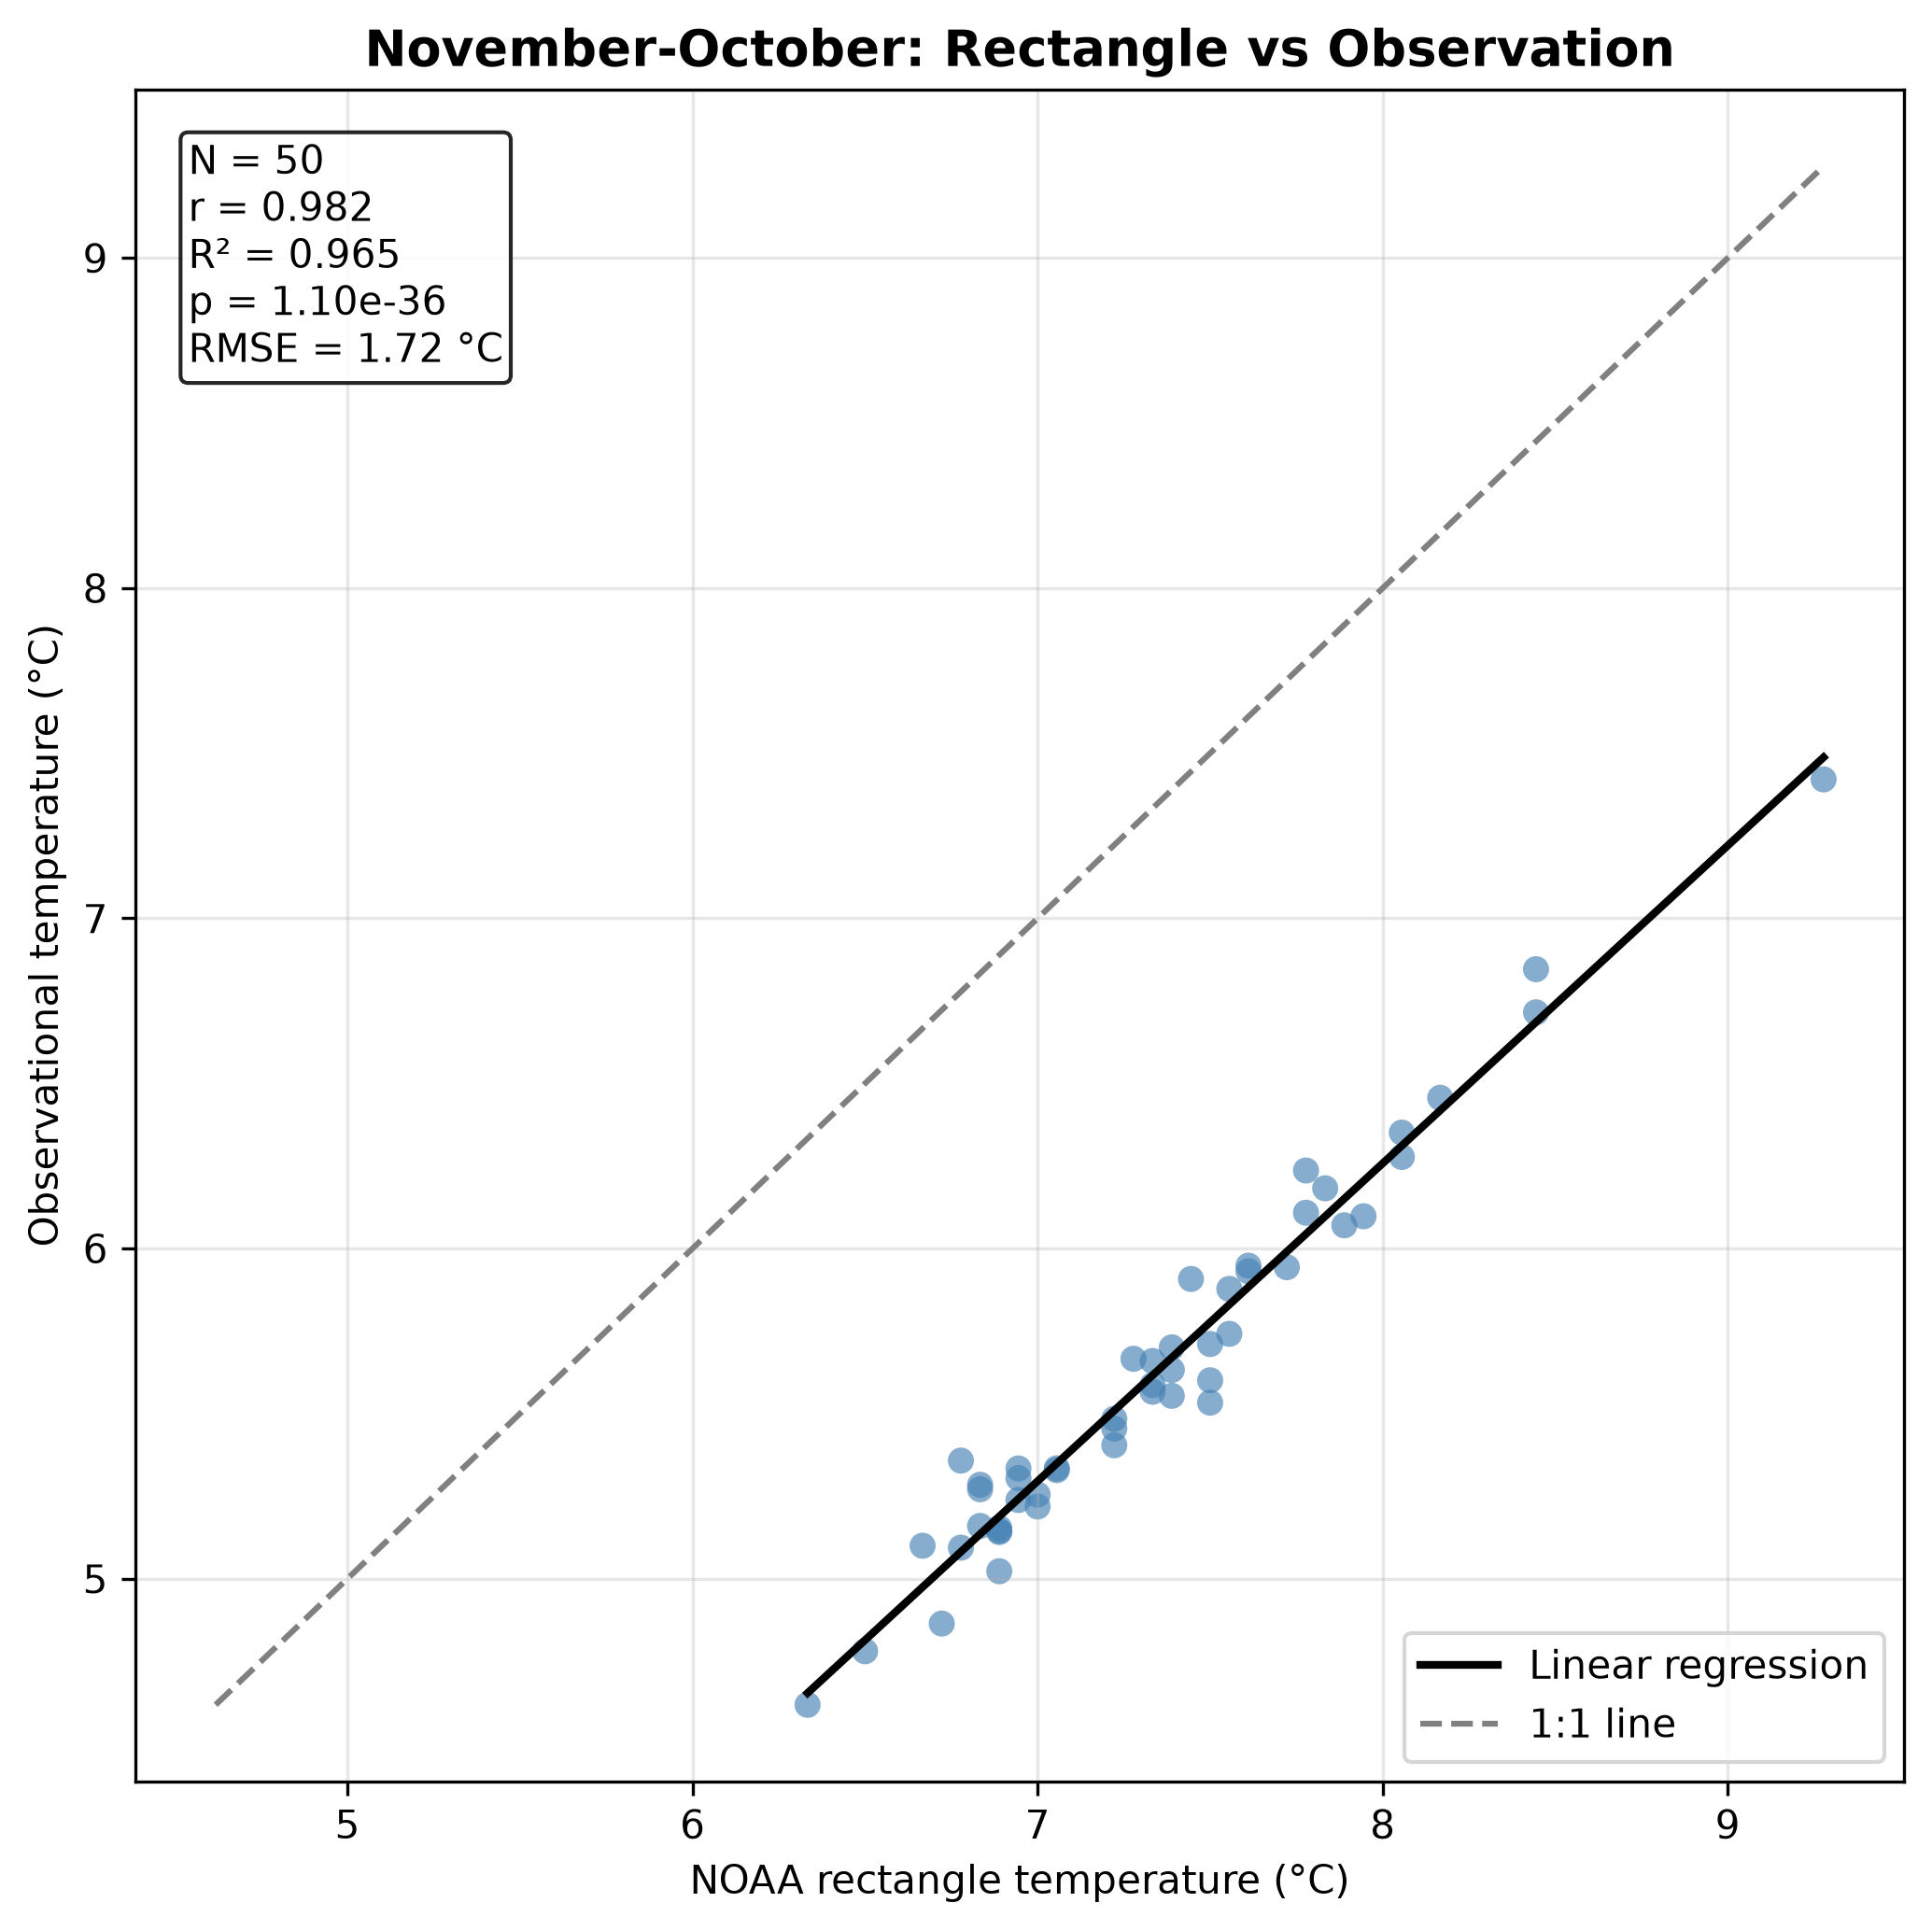 November-October: Rectangle vs Observation
N = 50
r = 0.982
R² = 0.965
p = 1.10e-36
RMSE = 1.72 °C
9
8
7
6
5
Observational temperature (°C)
Linear regression
1:1 line
5
6
7
8
9
NOAA rectangle temperature (°C)